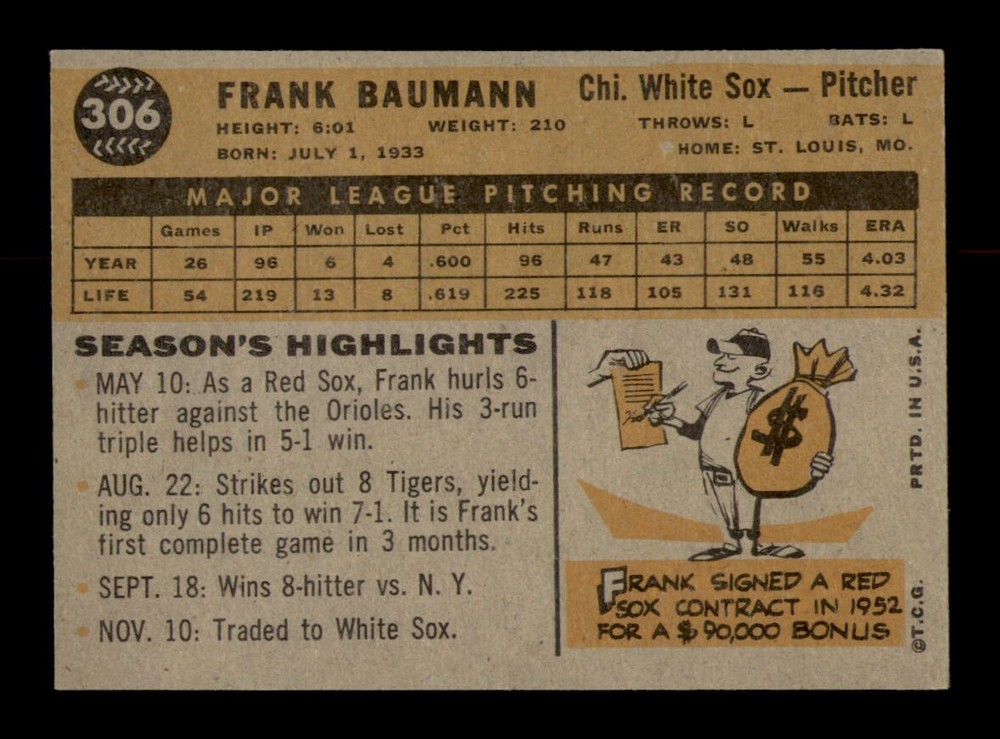 306
FRANK BAUMANN Chi. White Sox — Pitcher
HEIGHT: 6:01 WEIGHT: 210 THROWS: L BATS: L
BORN: JULY 1, 1933 HOME: ST. LOUIS, MO.
MAJOR LEAGUE PITCHING RECORD
Games IP Won Lost Pct Hits Runs ER SO Walks ERA
YEAR 26 96 6 4 .600 96 47 43 48 55 4.03
LIFE 54 219 13 8 .619 225 118 105 131 116 4.32
SEASON'S HIGHLIGHTS
• MAY 10: As a Red Sox, Frank hurls 6-
hitter against the Orioles. His 3-run
triple helps in 5-1 win.
• AUG. 22: Strikes out 8 Tigers, yield-
ing only 6 hits to win 7-1. It is Frank's
first complete game in 3 months.
• SEPT. 18: Wins 8-hitter vs. N. Y.
• NOV. 10: Traded to White Sox.
$
FRANK SIGNED A RED
SOX CONTRACT IN 1952
FOR A $90,000 BONUS
©T.C.G. PRTD. IN U.S.A.